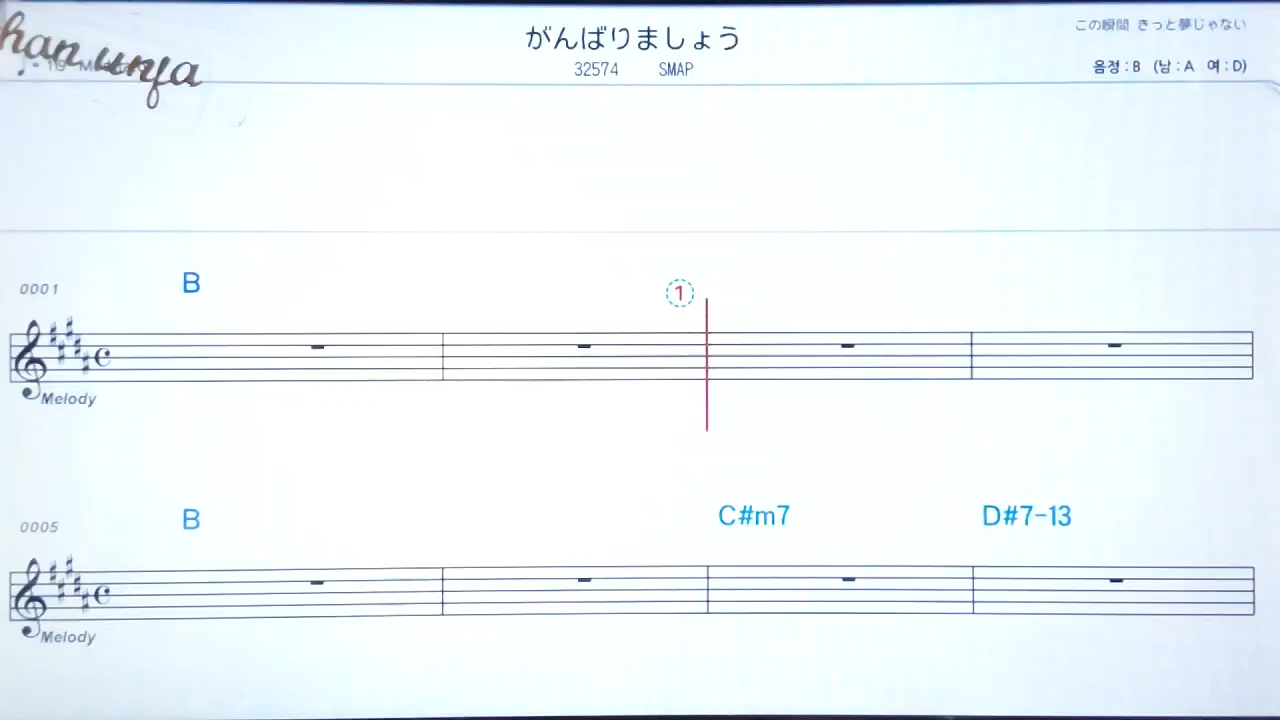 han unya
がんばりましょう
この瞬間 きっと夢じゃない
32574 SMAP
음정 : B (남 : A 여 : D)
0001
B
1
Melody
0005
B C#m7 D#7-13
Melody